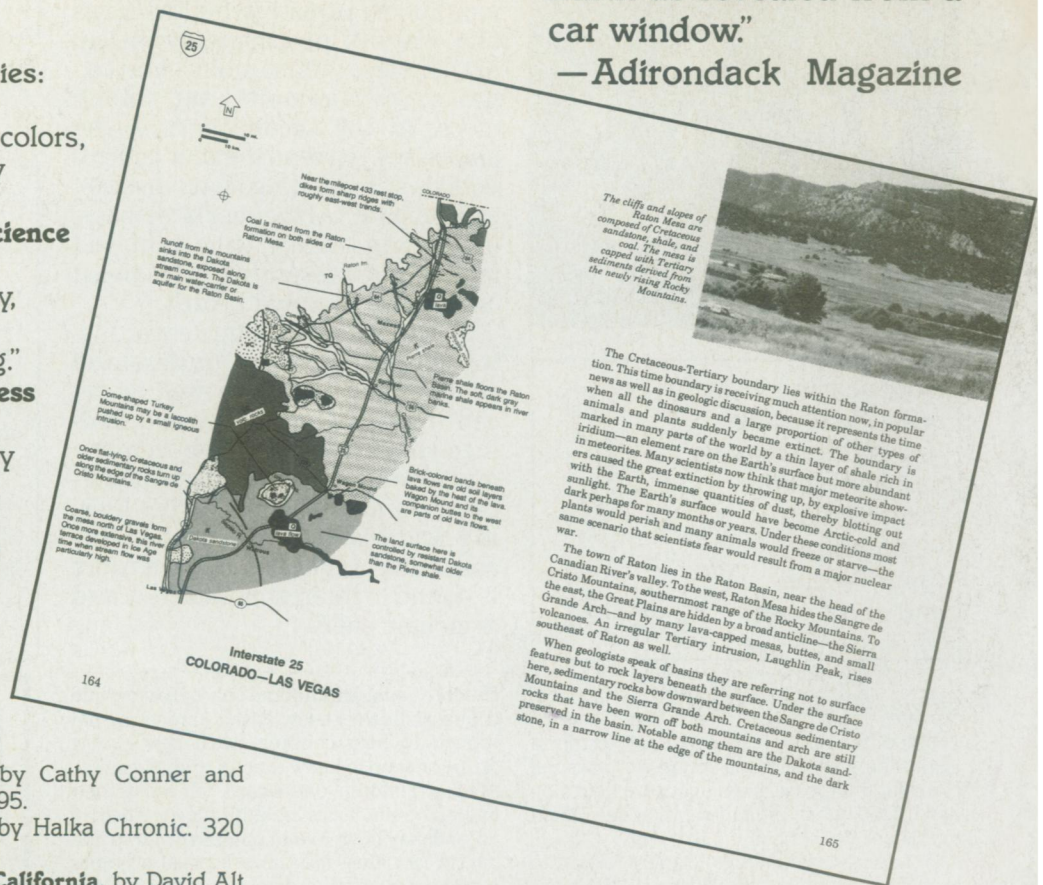 ies:
colors,
y
cience
y,
g."
ess
y
car window."
—Adirondack Magazine
25
N
Near the milepost 433 rest stop,
dikes form sharp ridges with
roughly east-west trends.
COLORADO
Coal is mined from the Raton
formation on both sides of
Raton Mesa.
Runoff from the mountains
sinks into the Dakota
sandstone, exposed along
stream courses. The Dakota is
the main water-carrier or
aquifer for the Raton Basin.
Pierre shale floors the Raton
Basin. The soft, dark gray
marine shale appears in river
banks.
Dome-shaped Turkey
Mountains may be a laccolith
pushed up by a small igneous
intrusion.
Once flat-lying, Cretaceous and
older sedimentary rocks turn up
along the edge of the Sangre de
Cristo Mountains.
Brick-colored bands beneath
lava flows are old soil layers
baked by the heat of the lava.
Wagon Mound and its
companion buttes to the west
are parts of old lava flows.
Coarse, bouldery gravels form
the mesa north of Las Vegas.
Once more extensive, this river
terrace developed in Ice Age
time when stream flow was
particularly high.
The land surface here is
controlled by resistant Dakota
sandstone, somewhat older
than the Pierre shale.
Interstate 25
COLORADO—LAS VEGAS
164
The cliffs and slopes of
Raton Mesa are
composed of Cretaceous
sandstone, shale, and
coal. The mesa is
capped with Tertiary
sediments derived from
the newly rising Rocky
Mountains.
The Cretaceous-Tertiary boundary lies within the Raton forma-
tion. This time boundary is receiving much attention now, in popular
news as well as in geologic discussion, because it represents the time
when all the dinosaurs and a large proportion of other types of
animals and plants suddenly became extinct. The boundary is
marked in many parts of the world by a thin layer of shale rich in
iridium—an element rare on the Earth's surface but more abundant
in meteorites. Many scientists now think that major meteorite show-
ers caused the great extinction by throwing up, by explosive impact
with the Earth, immense quantities of dust, thereby blotting out
sunlight. The Earth's surface would have become Arctic-cold and
dark perhaps for many months or years. Under these conditions most
plants would perish and many animals would freeze or starve—the
same scenario that scientists fear would result from a major nuclear
war.
The town of Raton lies in the Raton Basin, near the head of the
Canadian River's valley. To the west, Raton Mesa hides the Sangre de
Cristo Mountains, southernmost range of the Rocky Mountains. To
the east, the Great Plains are hidden by a broad anticline—the Sierra
Grande Arch—and by many lava-capped mesas, buttes, and small
volcanoes. An irregular Tertiary intrusion, Laughlin Peak, rises
southeast of Raton as well.
When geologists speak of basins they are referring not to surface
features but to rock layers beneath the surface. Under the surface
here, sedimentary rocks bow downward between the Sangre de Cristo
Mountains and the Sierra Grande Arch. Cretaceous sedimentary
rocks that have been worn off both mountains and arch are still
preserved in the basin. Notable among them are the Dakota sand-
stone, in a narrow line at the edge of the mountains, and the dark
165
by Cathy Conner and
95.
by Halka Chronic. 320
California, by David Alt